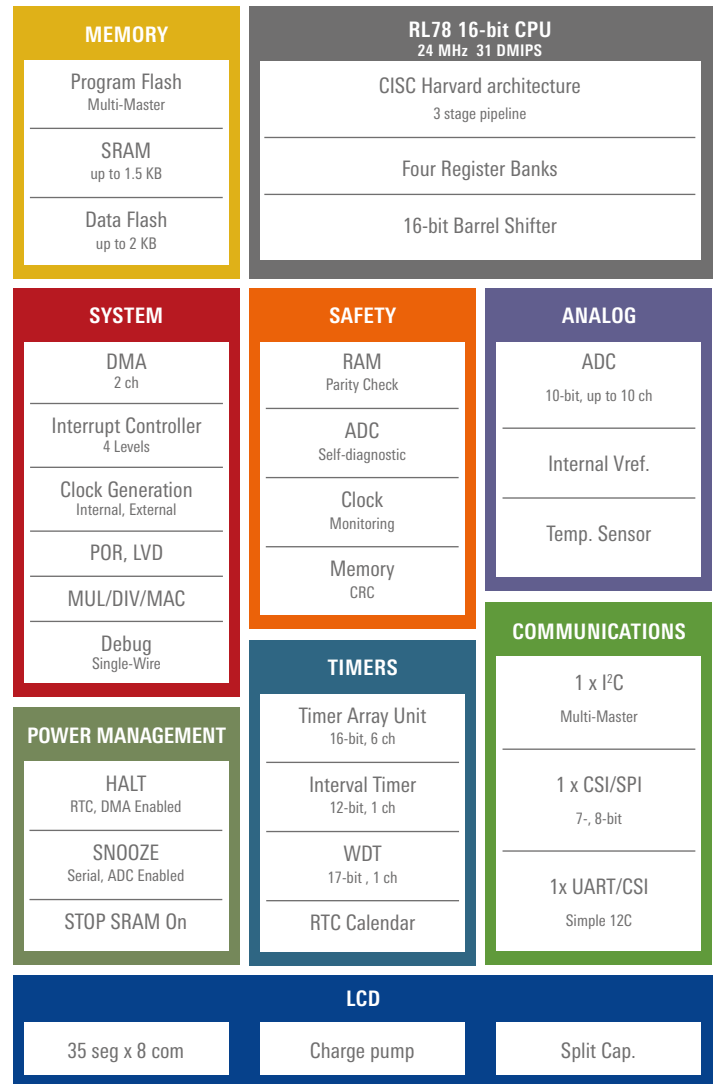 MEMORY
Program Flash
Multi-Master
SRAM
up to 1.5 KB
Data Flash
up to 2 KB
RL78 16-bit CPU
24 MHz 31 DMIPS
CISC Harvard architecture
3 stage pipeline
Four Register Banks
16-bit Barrel Shifter
SYSTEM
DMA
2 ch
Interrupt Controller
4 Levels
Clock Generation
Internal, External
POR, LVD
MUL/DIV/MAC
Debug
Single-Wire
SAFETY
RAM
Parity Check
ADC
Self-diagnostic
Clock
Monitoring
Memory
CRC
ANALOG
ADC
10-bit, up to 10 ch
Internal Vref.
Temp. Sensor
POWER MANAGEMENT
HALT
RTC, DMA Enabled
SNOOZE
Serial, ADC Enabled
STOP SRAM On
TIMERS
Timer Array Unit
16-bit, 6 ch
Interval Timer
12-bit, 1 ch
WDT
17-bit , 1 ch
RTC Calendar
COMMUNICATIONS
1 x I²C
Multi-Master
1 x CSI/SPI
7-, 8-bit
1x UART/CSI
Simple 12C
LCD
35 seg x 8 com
Charge pump
Split Cap.